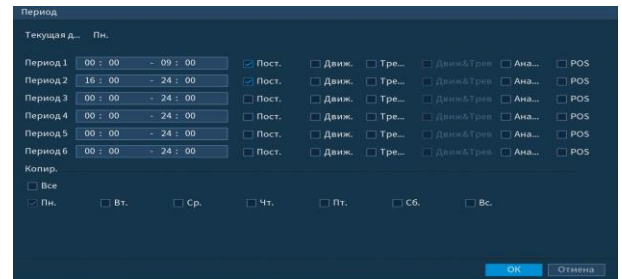 Период
Текущая д... Пн.
Период 1 00 : 00 - 09 : 00 Пост. Движ. Тре... Движ&Трев Ана... POS
Период 2 16 : 00 - 24 : 00 Пост. Движ. Тре... Движ&Трев Ана... POS
Период 3 00 : 00 - 24 : 00 Пост. Движ. Тре... Движ&Трев Ана... POS
Период 4 00 : 00 - 24 : 00 Пост. Движ. Тре... Движ&Трев Ана... POS
Период 5 00 : 00 - 24 : 00 Пост. Движ. Тре... Движ&Трев Ана... POS
Период 6 00 : 00 - 24 : 00 Пост. Движ. Тре... Движ&Трев Ана... POS
Копир.
Все
Пн. Вт. Ср. Чт. Пт. Сб. Вс.
ОК Отмена